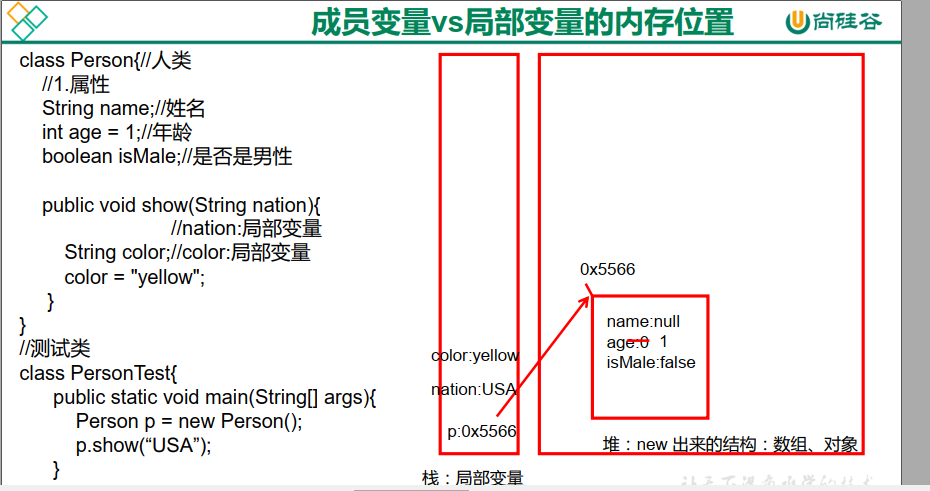 成员变量vs局部变量的内存位置
尚硅谷
class Person{//人类
//1.属性
String name;//姓名
int age = 1;//年龄
boolean isMale;//是否是男性
public void show(String nation){
//nation:局部变量
String color;//color:局部变量
color = "yellow";
}
}
//测试类
class PersonTest{
public static void main(String[] args){
Person p = new Person();
p.show(“USA”);
}
color:yellow
nation:USA
p:0x5566
栈：局部变量
0x5566
name:null
age:0 1
isMale:false
堆：new 出来的结构：数组、对象